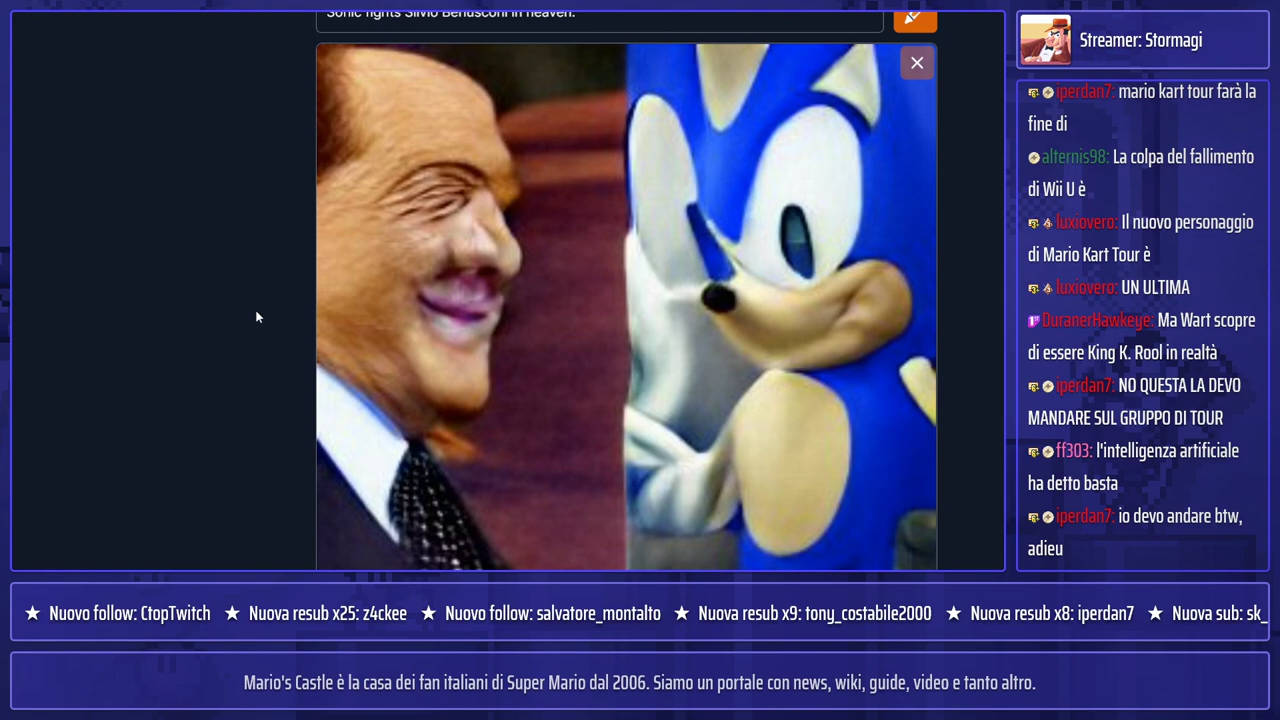 Sonic fights Silvio Berlusconi in heaven.
Streamer: Stormagi
iperdan7: mario kart tour farà la
fine di
alternis98: La colpa del fallimento
di Wii U è
luxiovero: Il nuovo personaggio
di Mario Kart Tour è
luxiovero: UN ULTIMA
DuranerHawkeye: Ma Wart scopre
di essere King K. Rool in realtà
iperdan7: NO QUESTA LA DEVO
MANDARE SUL GRUPPO DI TOUR
ff303: l'intelligenza artificiale
ha detto basta
iperdan7: io devo andare btw,
adieu
★ Nuovo follow: CtopTwitch ★ Nuova resub x25: z4ckee ★ Nuovo follow: salvatore_montalto ★ Nuova resub x9: tony_costabile2000 ★ Nuova resub x8: iperdan7 ★ Nuova sub: sk_
Mario's Castle è la casa dei fan italiani di Super Mario dal 2006. Siamo un portale con news, wiki, guide, video e tanto altro.